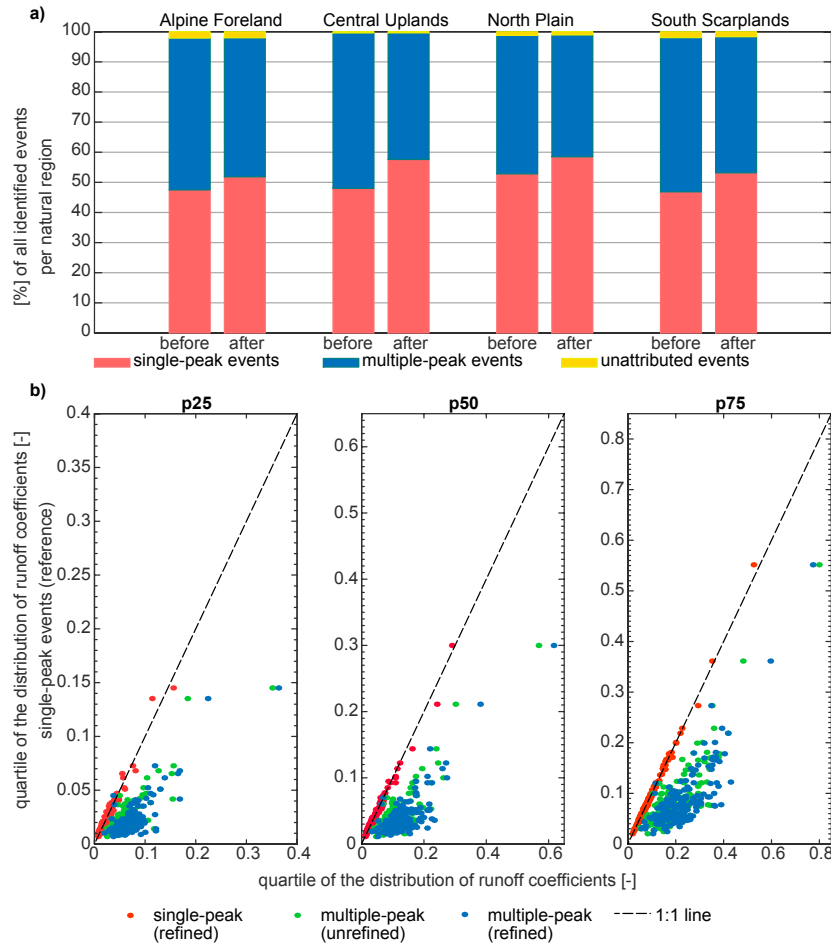 a)
Alpine Foreland Central Uplands North Plain South Scarplands
[%] of all identified events
per natural region
100
90
80
70
60
50
40
30
20
10
0
before after before after before after before after
single-peak events multiple-peak events unattributed events
b)
p25 p50 p75
quartile of the distribution of runoff coefficients [-]
single-peak events (reference)
0.4
0.35
0.3
0.25
0.2
0.15
0.1
0.05
0
0 0.1 0.2 0.3 0.4
0.6
0.5
0.4
0.3
0.2
0.1
0
0 0.2 0.4 0.6
0.8
0.7
0.6
0.5
0.4
0.3
0.2
0.1
0
0 0.2 0.4 0.6 0.8
quartile of the distribution of runoff coefficients [-]
single-peak multiple-peak multiple-peak 1:1 line
(refined) (unrefined) (refined)